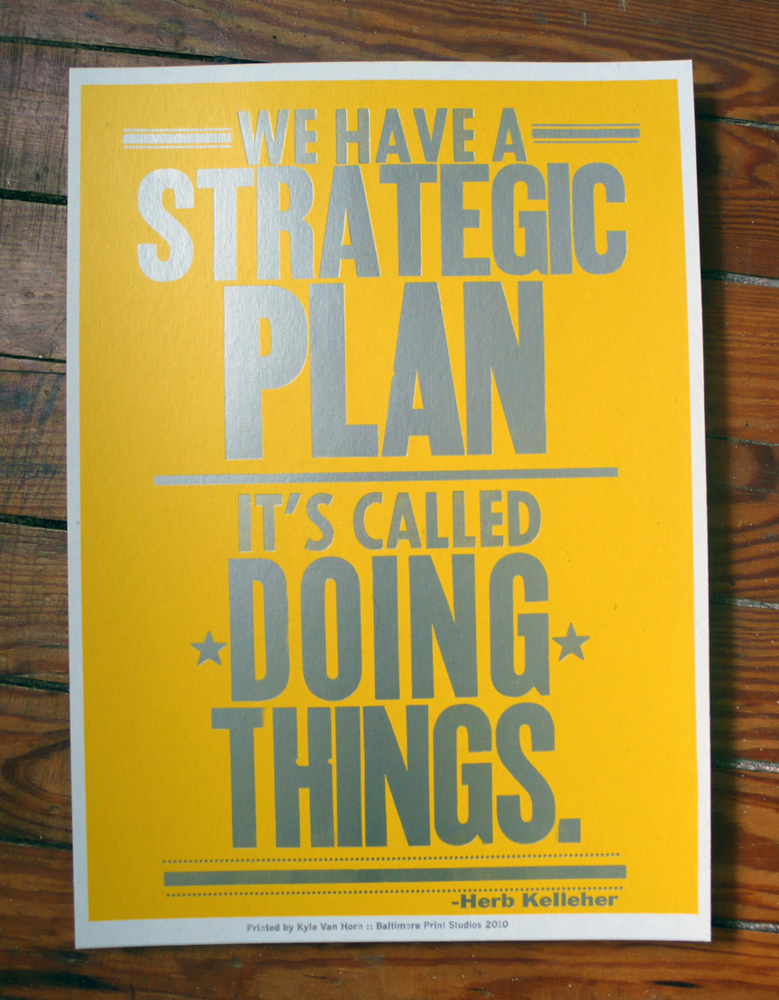 WE HAVE A
STRATEGIC
PLAN
IT'S CALLED
DOING
THINGS.
-Herb Kelleher
Printed by Kyle Van Horn :: Baltimore Print Studios 2010